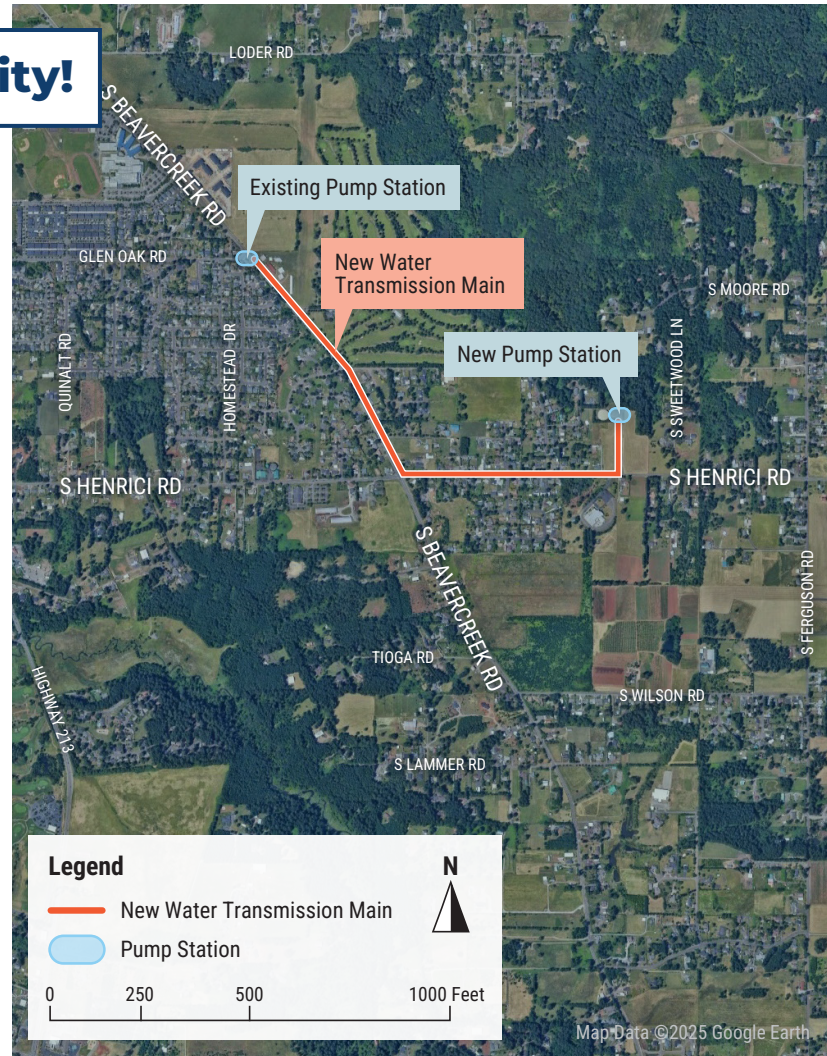 ity!
LODER RD
S BEAVERCREEK RD
Existing Pump Station
GLEN OAK RD
New Water
Transmission Main
S MOORE RD
New Pump Station
QUINALT RD
HOMESTEAD DR
S SWEETWOOD LN
S HENRICI RD
S HENRICI RD
S BEAVERCREEK RD
S FERGUSON RD
TIOGA RD
S WILSON RD
HIGHWAY 213
S LAMMER RD
Legend
N
New Water Transmission Main
Pump Station
0 250 500 1000 Feet
Map Data ©2025 Google Earth